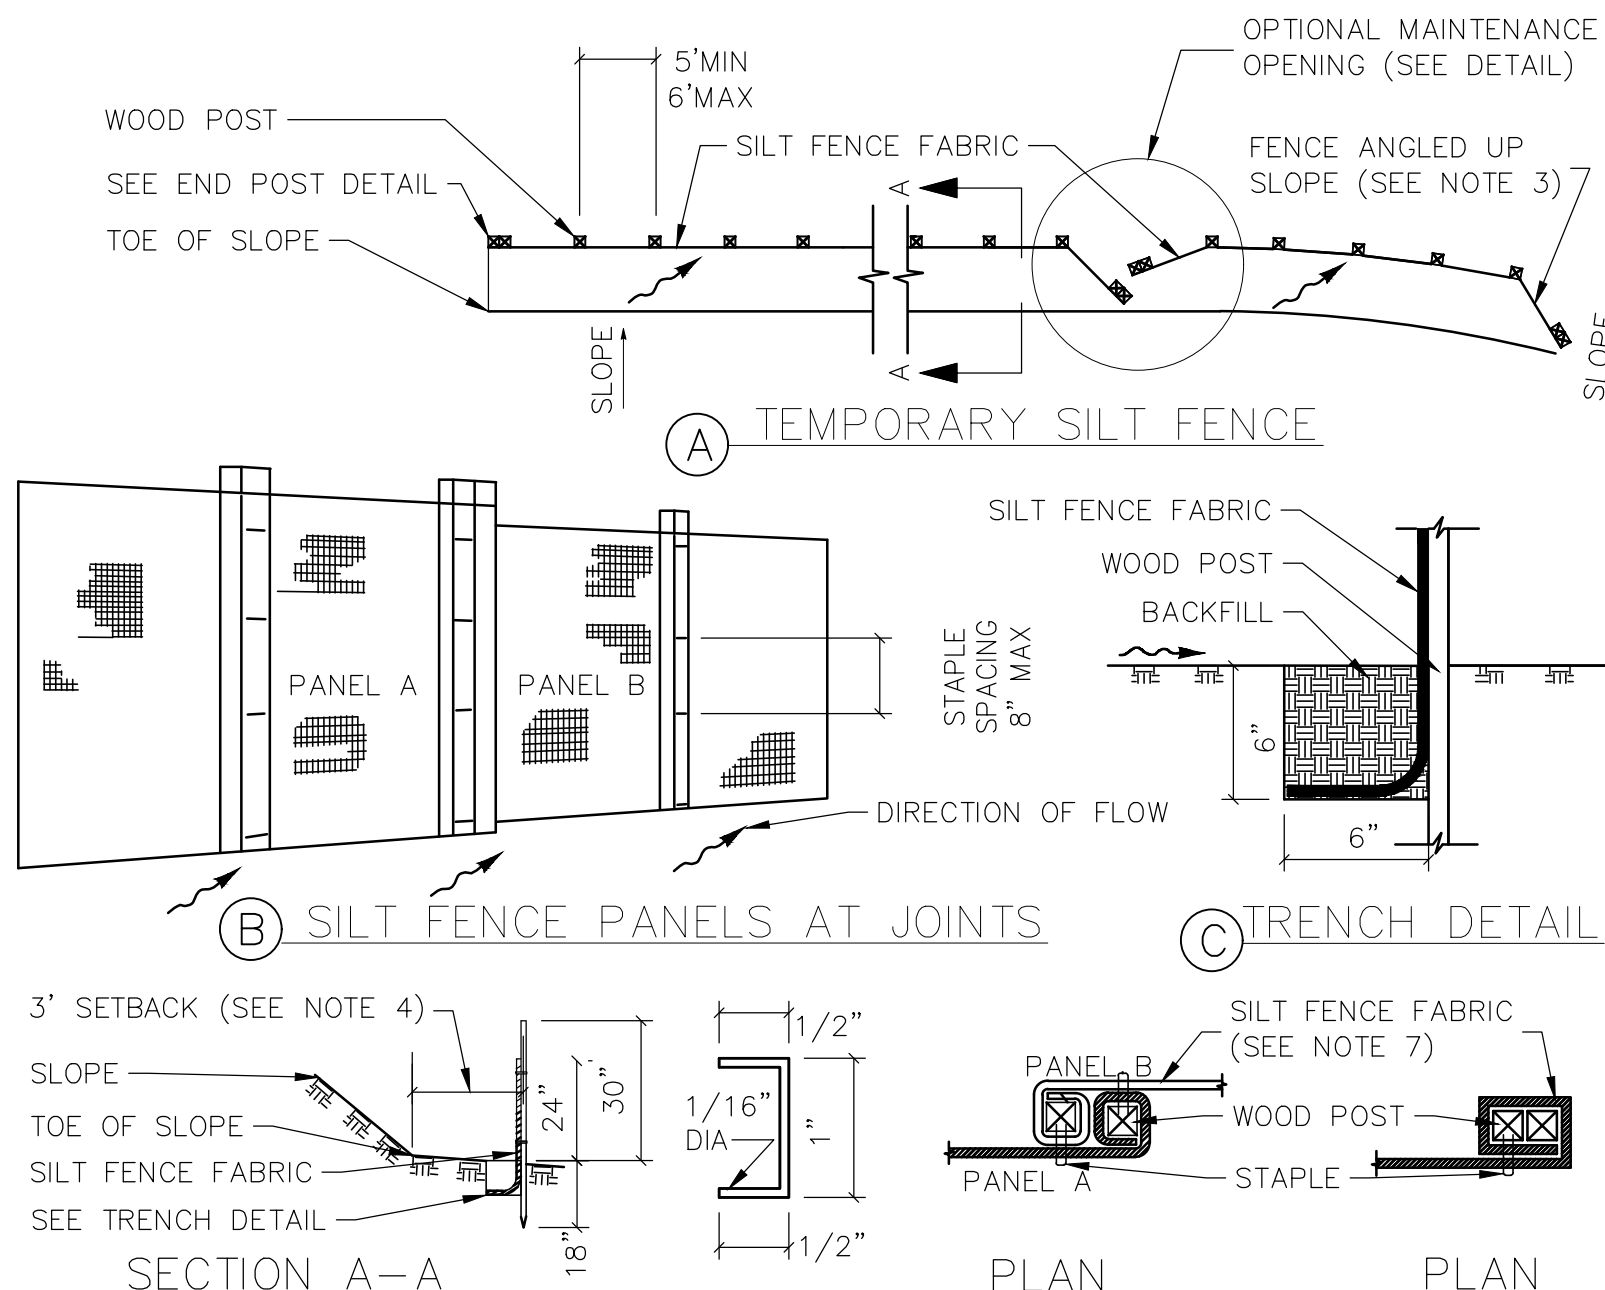 OPTIONAL MAINTENANCE
OPENING (SEE DETAIL)
5'MIN
6'MAX
WOOD POST
SILT FENCE FABRIC
FENCE ANGLED UP
SLOPE (SEE NOTE 3)
SEE END POST DETAIL
A
TOE OF SLOPE
SLOPE
A
SLOPE
A TEMPORARY SILT FENCE
SILT FENCE FABRIC
WOOD POST
BACKFILL
PANEL A
PANEL B
STAPLE
SPACING
8" MAX
6"
6"
DIRECTION OF FLOW
B SILT FENCE PANELS AT JOINTS
C TRENCH DETAIL
3' SETBACK (SEE NOTE 4)
SLOPE
TOE OF SLOPE
SILT FENCE FABRIC
SEE TRENCH DETAIL
24"
30"
18"
SECTION A-A
1/2"
1/16"
DIA
1"
1/2"
SILT FENCE FABRIC
(SEE NOTE 7)
PANEL B
WOOD POST
PANEL A
STAPLE
PLAN
PLAN